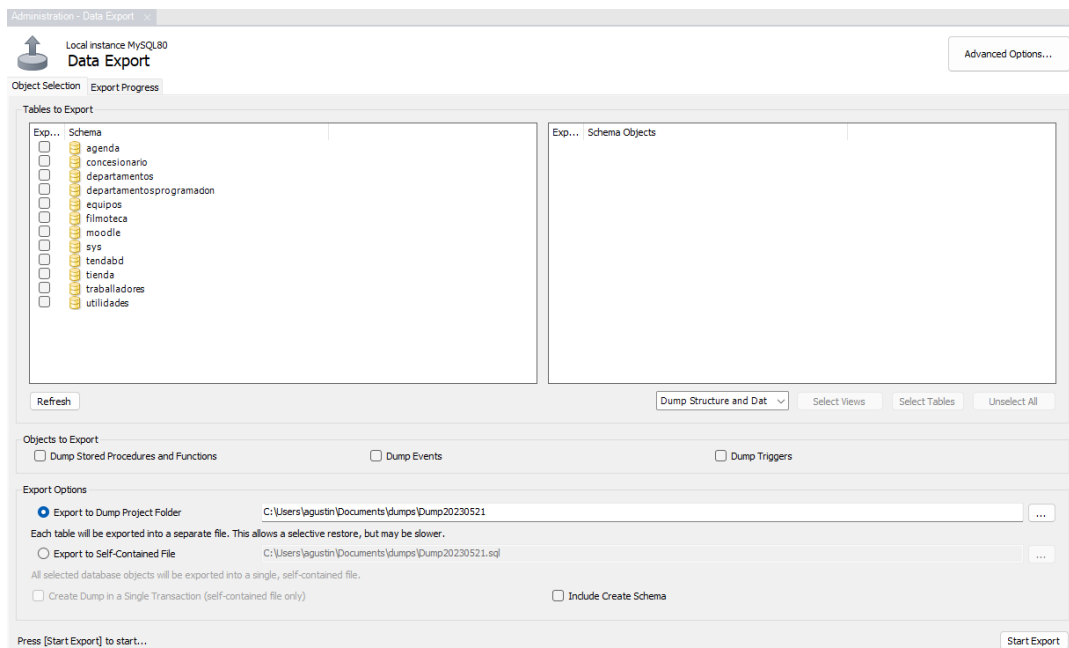 Administration - Data Export ×
Local instance MySQL80
Data Export
Advanced Options...
Object Selection Export Progress
Tables to Export
Exp... Schema
agenda
concesionario
departamentos
departamentosprogramadon
equipos
filmoteca
moodle
sys
tendabd
tienda
traballadores
utilidades
Exp... Schema Objects
Refresh
Dump Structure and Dat
Select Views
Select Tables
Unselect All
Objects to Export
Dump Stored Procedures and Functions
Dump Events
Dump Triggers
Export Options
Export to Dump Project Folder
C:\Users\agustin\Documents\dumps\Dump20230521
...
Each table will be exported into a separate file. This allows a selective restore, but may be slower.
Export to Self-Contained File
C:\Users\agustin\Documents\dumps\Dump20230521.sql
...
All selected database objects will be exported into a single, self-contained file.
Create Dump in a Single Transaction (self-contained file only)
Include Create Schema
Press [Start Export] to start...
Start Export